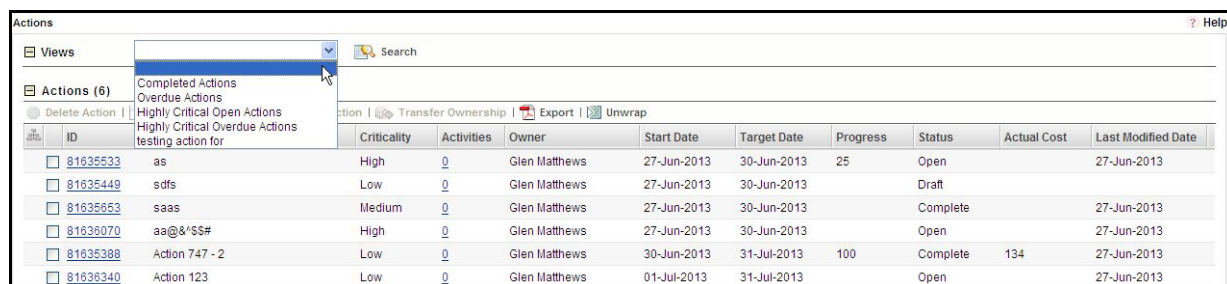 Actions ? Help
Views Search
Completed Actions
Actions (6) Overdue Actions
Delete Action | Highly Critical Open Actions tion | Transfer Ownership | Export | Unwrap
Highly Critical Overdue Actions
ID testing action for Criticality Activities Owner Start Date Target Date Progress Status Actual Cost Last Modified Date
81635533 as High 0 Glen Matthews 27-Jun-2013 30-Jun-2013 25 Open 27-Jun-2013
81635449 sdfs Low 0 Glen Matthews 27-Jun-2013 30-Jun-2013 Draft
81635653 saas Medium 0 Glen Matthews 27-Jun-2013 30-Jun-2013 Complete 27-Jun-2013
81636070 aa@&^$$# High 0 Glen Matthews 27-Jun-2013 27-Jun-2013 Open 27-Jun-2013
81635388 Action 747 - 2 Low 0 Glen Matthews 30-Jun-2013 31-Jul-2013 100 Complete 134 27-Jun-2013
81636340 Action 123 Low 0 Glen Matthews 01-Jul-2013 31-Jul-2013 Open 27-Jun-2013